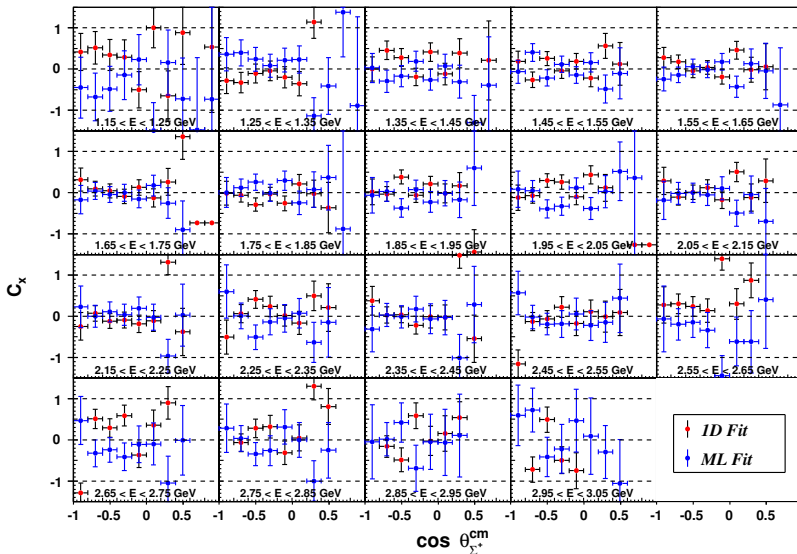 1
0
-1
1.15 < E < 1.25 GeV
1.25 < E < 1.35 GeV
1.35 < E < 1.45 GeV
1.45 < E < 1.55 GeV
1.55 < E < 1.65 GeV
1
0
-1
1.65 < E < 1.75 GeV
1.75 < E < 1.85 GeV
1.85 < E < 1.95 GeV
1.95 < E < 2.05 GeV
2.05 < E < 2.15 GeV
C_x
1
0
-1
2.15 < E < 2.25 GeV
2.25 < E < 2.35 GeV
2.35 < E < 2.45 GeV
2.45 < E < 2.55 GeV
2.55 < E < 2.65 GeV
1
0
-1
2.65 < E < 2.75 GeV
2.75 < E < 2.85 GeV
2.85 < E < 2.95 GeV
2.95 < E < 3.05 GeV
1D Fit
ML Fit
-1 -0.5 0 0.5 -1 -0.5 0 0.5 -1 -0.5 0 0.5 -1 -0.5 0 0.5 1
cos θ^cm_Σ⁺